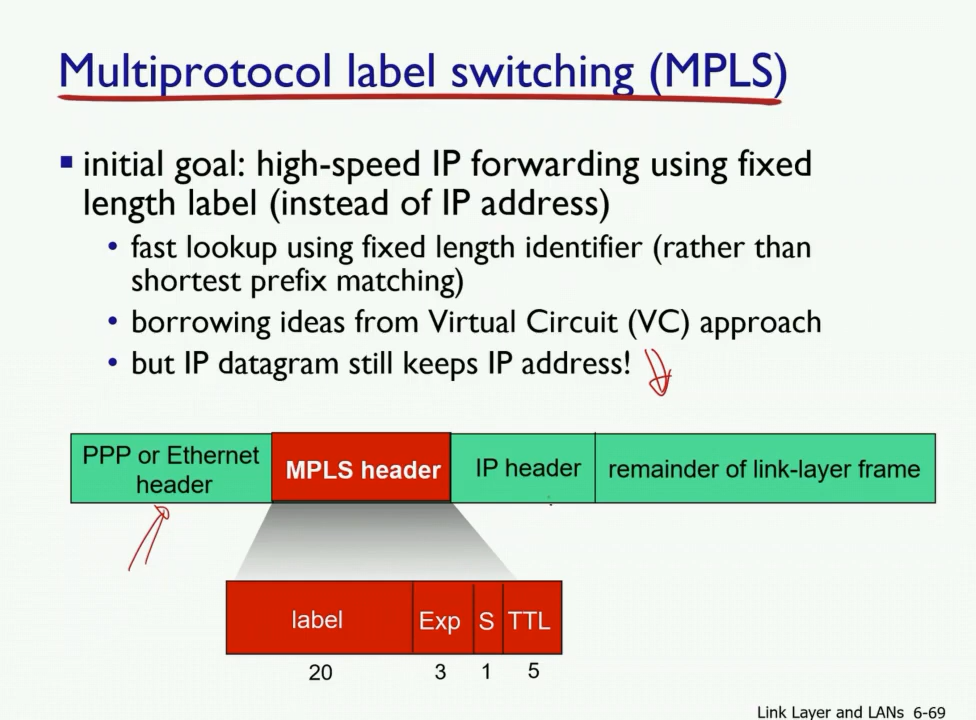 Multiprotocol label switching (MPLS)
▪ initial goal: high-speed IP forwarding using fixed
length label (instead of IP address)
• fast lookup using fixed length identifier (rather than
shortest prefix matching)
• borrowing ideas from Virtual Circuit (VC) approach
• but IP datagram still keeps IP address!
PPP or Ethernet
header
MPLS header
IP header
remainder of link-layer frame
label Exp S TTL
20 3 1 5
Link Layer and LANs 6-69